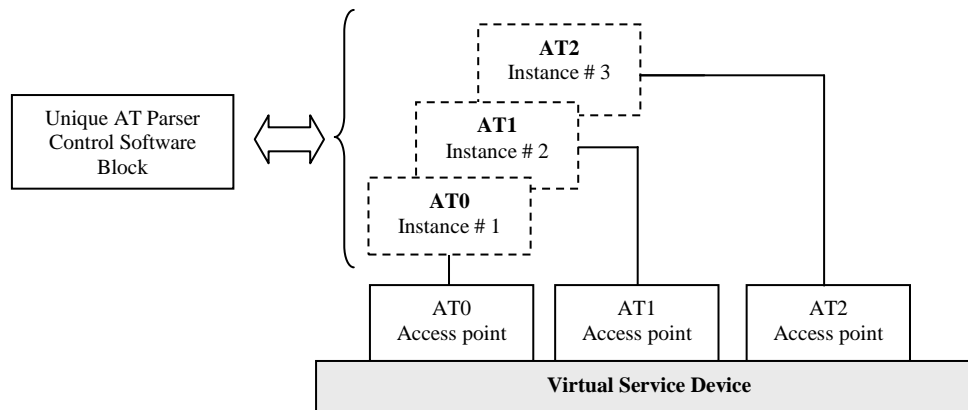 Unique AT Parser
Control Software
Block
AT2
Instance # 3
AT1
Instance # 2
AT0
Instance # 1
AT0
Access point
AT1
Access point
AT2
Access point
Virtual Service Device